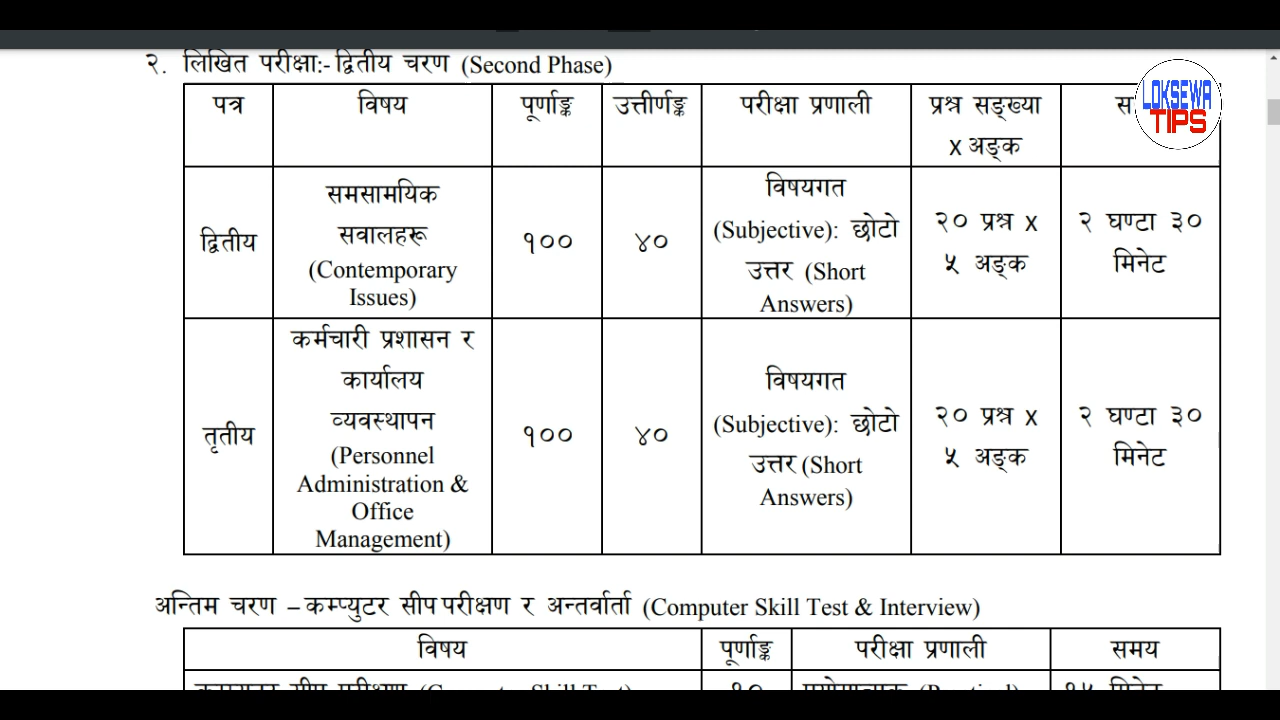 २. लिखित परीक्षा:- द्वितीय चरण (Second Phase)
पत्र विषय पूर्णाङ्क उत्तीर्णाङ्क परीक्षा प्रणाली प्रश्न सङ्ख्या
x अङ्क
LOKSEWA
TIPS
द्वितीय
समसामयिक
सवालहरू
(Contemporary
Issues)
१००
४०
विषयगत
(Subjective): छोटो
उत्तर (Short
Answers)
२० प्रश्न x
५ अङ्क
२ घण्टा ३०
मिनेट
तृतीय
कर्मचारी प्रशासन र
कार्यालय
व्यवस्थापन
(Personnel
Administration &
Office
Management)
१००
४०
विषयगत
(Subjective): छोटो
उत्तर (Short
Answers)
२० प्रश्न x
५ अङ्क
२ घण्टा ३०
मिनेट
अन्तिम चरण – कम्प्युटर सीप परीक्षण र अन्तर्वार्ता (Computer Skill Test & Interview)
विषय पूर्णाङ्क परीक्षा प्रणाली समय